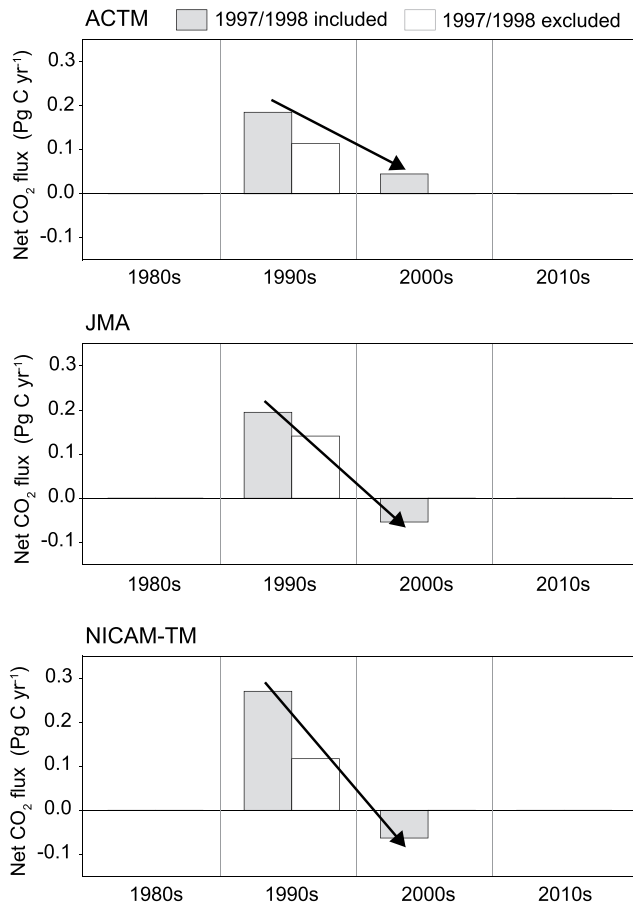 ACTM 1997/1998 included 1997/1998 excluded
Net CO₂ flux (Pg C yr⁻¹)
0.3
0.2
0.1
0.0
-0.1
1980s 1990s 2000s 2010s
JMA
Net CO₂ flux (Pg C yr⁻¹)
0.3
0.2
0.1
0.0
-0.1
1980s 1990s 2000s 2010s
NICAM-TM
Net CO₂ flux (Pg C yr⁻¹)
0.3
0.2
0.1
0.0
-0.1
1980s 1990s 2000s 2010s